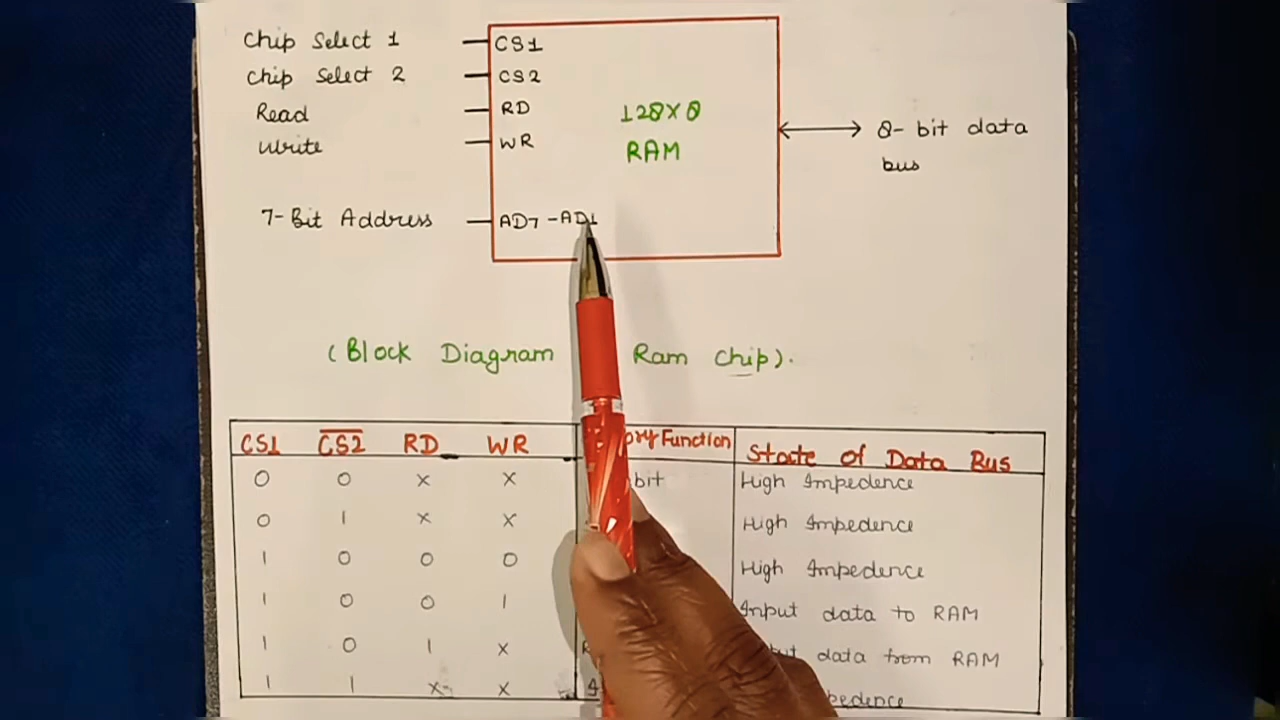 Chip Select 1 CS1
Chip Select 2 CS2
Read RD
Write WR
128X8
RAM
8-bit data
bus
7-Bit Address AD7-AD1
(Block Diagram Ram Chip).
CS1 C̅S̅2̅ RD WR Function State of Data Bus
0 0 x x High Impedence
0 1 x x High Impedence
1 0 0 0 High Impedence
1 0 0 1 Input data to RAM
1 0 1 x data from RAM
1 1 x x